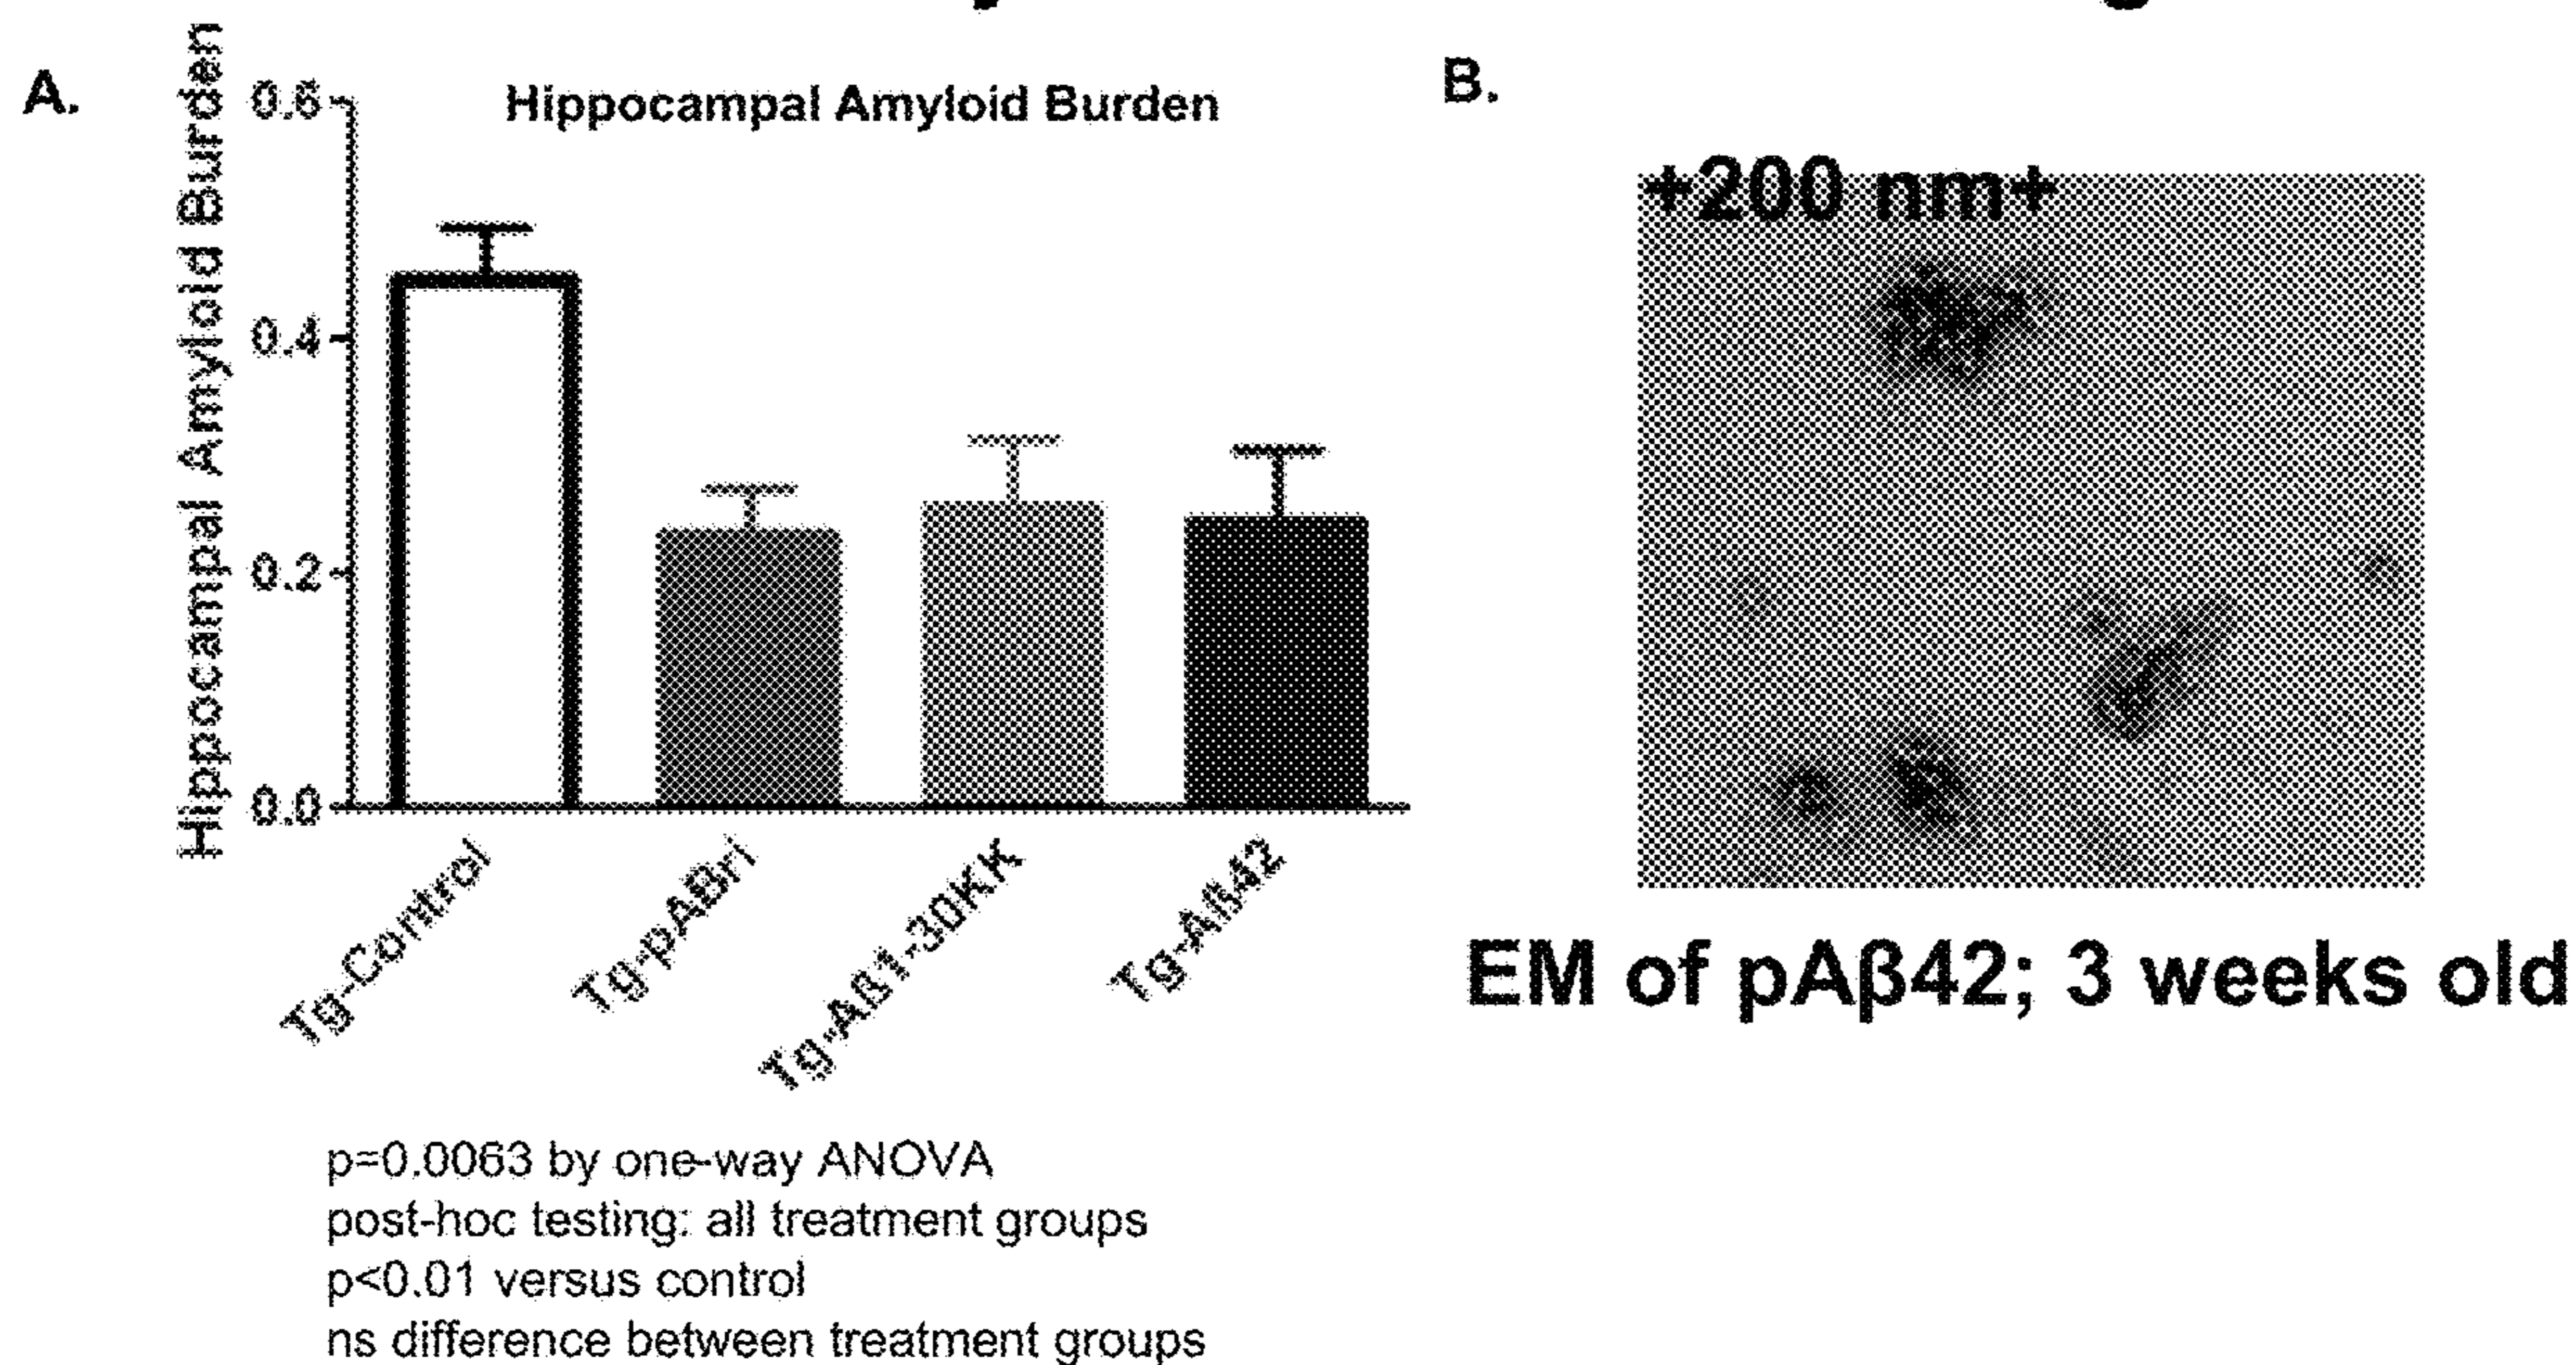 A.
Hippocampal Amyloid Burden
Hippocampal Amyloid Burden
0.6
0.4
0.2
0.0
Tg-Control
Tg-pABri
Tg-Aß1-30KK
Tg-Aß42
p=0.0063 by one-way ANOVA
post-hoc testing: all treatment groups
p<0.01 versus control
ns difference between treatment groups
B.
+200 nm+
EM of pAβ42; 3 weeks old